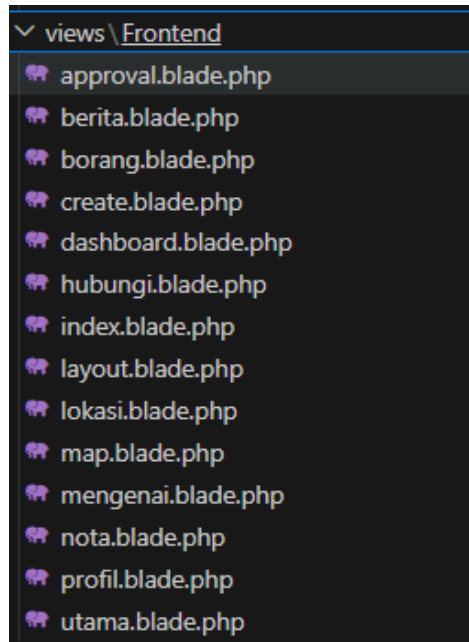 views\Frontend
approval.blade.php
berita.blade.php
borang.blade.php
create.blade.php
dashboard.blade.php
hubungi.blade.php
index.blade.php
layout.blade.php
lokasi.blade.php
map.blade.php
mengenai.blade.php
nota.blade.php
profil.blade.php
utama.blade.php